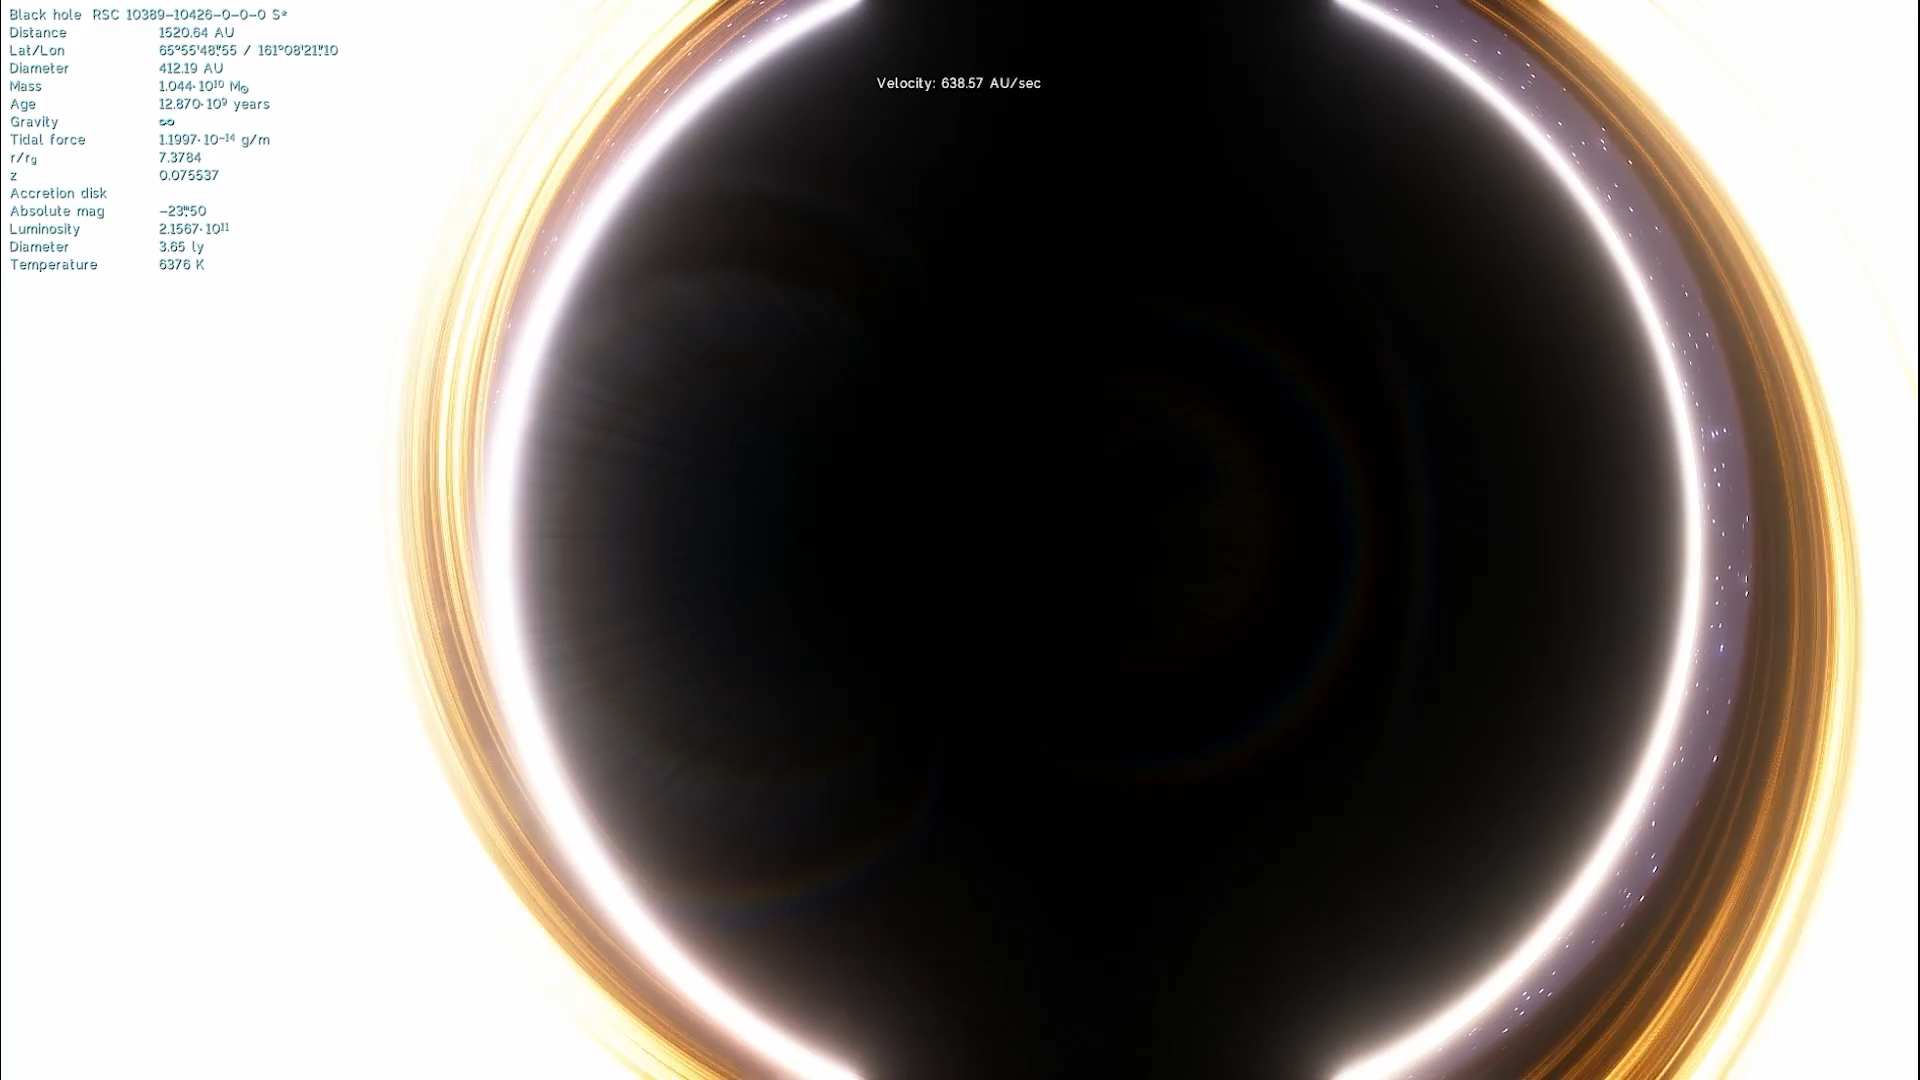 Black hole RSC 10389-10426-0-0-0 S*
Distance 1520.64 AU
Lat/Lon 65°55'48"55 / 161°08'21"10
Diameter 412.19 AU
Mass 1.044·10¹⁰ M☉
Age 12.870·10⁹ years
Gravity ∞
Tidal force 1.1997·10⁻¹⁴ g/m
r/rg 7.3784
z 0.075537
Accretion disk
Absolute mag -23ᵐ50
Luminosity 2.1567·10¹¹
Diameter 3.65 ly
Temperature 6376 K
Velocity: 638.57 AU/sec